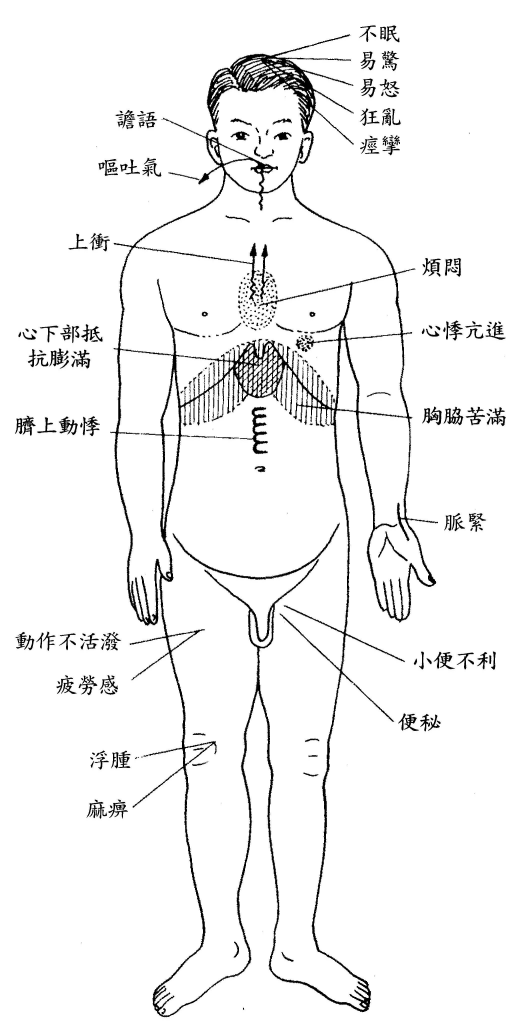 不眠
易驚
易怒
狂亂
痙攣
譫語
嘔吐氣
上衝
煩悶
心下部抵
抗膨滿
心悸亢進
臍上動悸
胸脇苦滿
脈緊
動作不活潑
疲勞感
小便不利
便秘
浮腫
麻痹